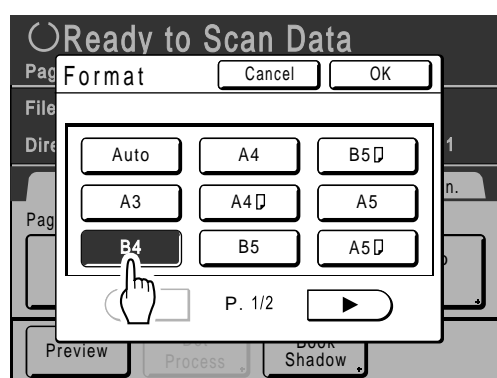 Ready to Scan Data
Pag
Format Cancel OK
File
Dire 1
Auto A4 B5
n.
A3 A4 A5
Pag
B4 B5 A5
P. 1/2
Preview Process Book Shadow